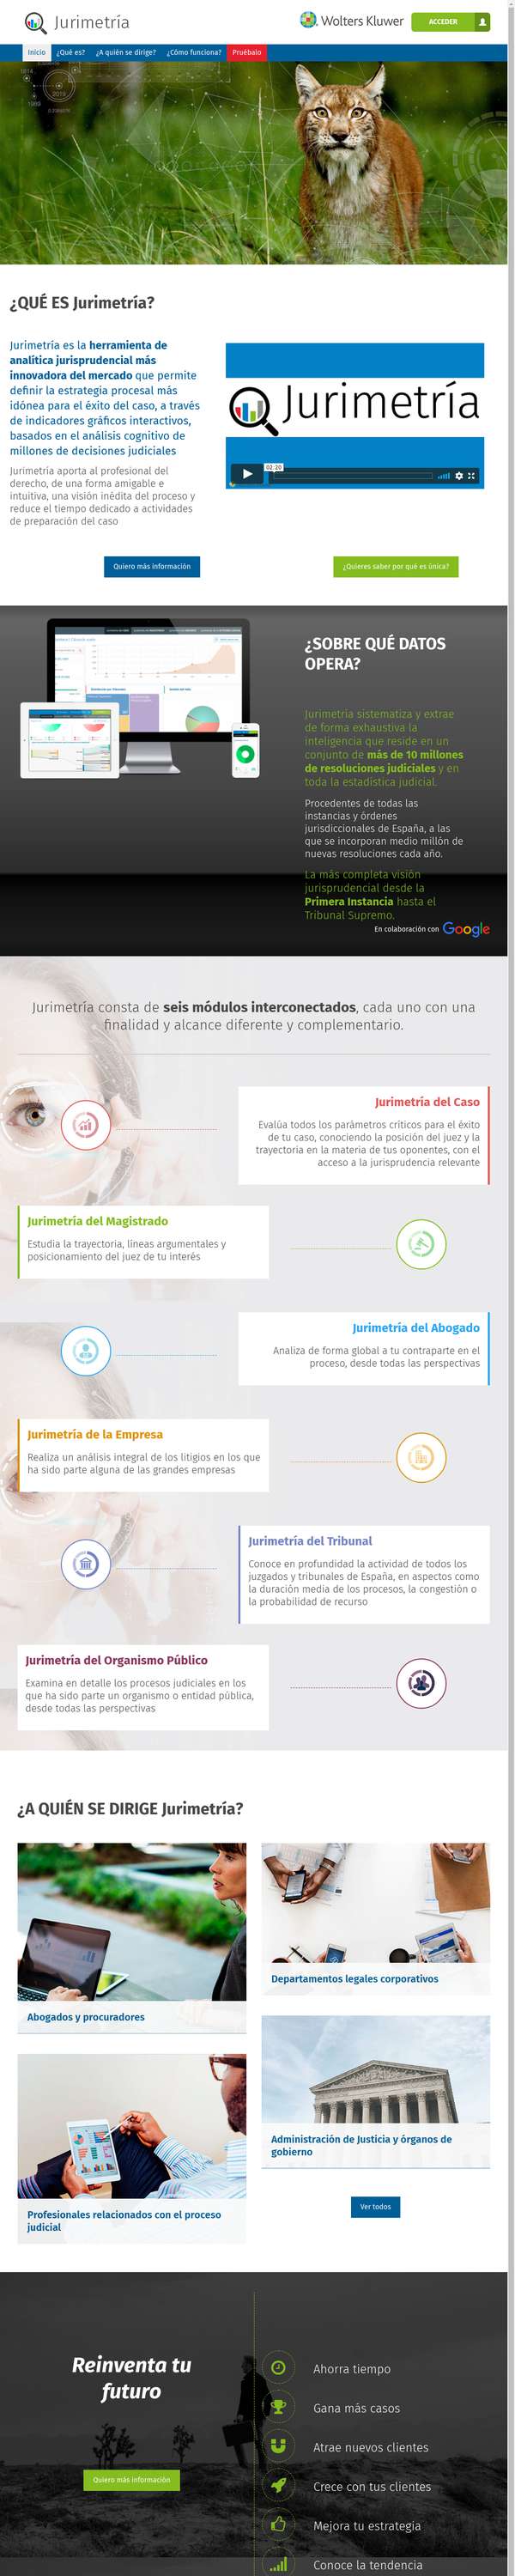 Jurimetría
Wolters Kluwer
ACCEDER
Inicio
¿Qué es?
¿A quién se dirige?
¿Cómo funciona?
Pruébalo
1814
2019
1989
¿QUÉ ES Jurimetría?
Jurimetría es la herramienta de
analítica jurisprudencial más
innovadora del mercado que permite
definir la estrategia procesal más
idónea para el éxito del caso, a través
de indicadores gráficos interactivos,
basados en el análisis cognitivo de
millones de decisiones judiciales
Jurimetría aporta al profesional del
derecho, de una forma amigable e
intuitiva, una visión inédita del proceso y
reduce el tiempo dedicado a actividades
de preparación del caso
Jurimetría
02:20
Quiero más información
¿Quieres saber por qué es única?
¿SOBRE QUÉ DATOS
OPERA?
Jurimetría sistematiza y extrae
de forma exhaustiva la
inteligencia que reside en un
conjunto de más de 10 millones
de resoluciones judiciales y en
toda la estadística judicial.
Procedentes de todas las
instancias y órdenes
jurisdiccionales de España, a las
que se incorporan medio millón de
nuevas resoluciones cada año.
La más completa visión
jurisprudencial desde la
Primera Instancia hasta el
Tribunal Supremo.
En colaboración con Google
Jurimetría consta de seis módulos interconectados, cada uno con una
finalidad y alcance diferente y complementario.
Jurimetría del Caso
Evalúa todos los parámetros críticos para el éxito
de tu caso, conociendo la posición del juez y la
trayectoria en la materia de tus oponentes, con el
acceso a la jurisprudencia relevante
Jurimetría del Magistrado
Estudia la trayectoria, líneas argumentales y
posicionamiento del juez de tu interés
Jurimetría del Abogado
Analiza de forma global a tu contraparte en el
proceso, desde todas las perspectivas
Jurimetría de la Empresa
Realiza un análisis integral de los litigios en los que
ha sido parte alguna de las grandes empresas
Jurimetría del Tribunal
Conoce en profundidad la actividad de todos los
juzgados y tribunales de España, en aspectos como
la duración media de los procesos, la congestión o
la probabilidad de recurso
Jurimetría del Organismo Público
Examina en detalle los procesos judiciales en los
que ha sido parte un organismo o entidad pública,
desde todas las perspectivas
¿A QUIÉN SE DIRIGE Jurimetría?
Abogados y procuradores
Departamentos legales corporativos
Profesionales relacionados con el proceso
judicial
Administración de Justicia y órganos de
gobierno
Ver todos
Reinventa tu
futuro
Quiero más información
Ahorra tiempo
Gana más casos
Atrae nuevos clientes
Crece con tus clientes
Mejora tu estrategia
Conoce la tendencia